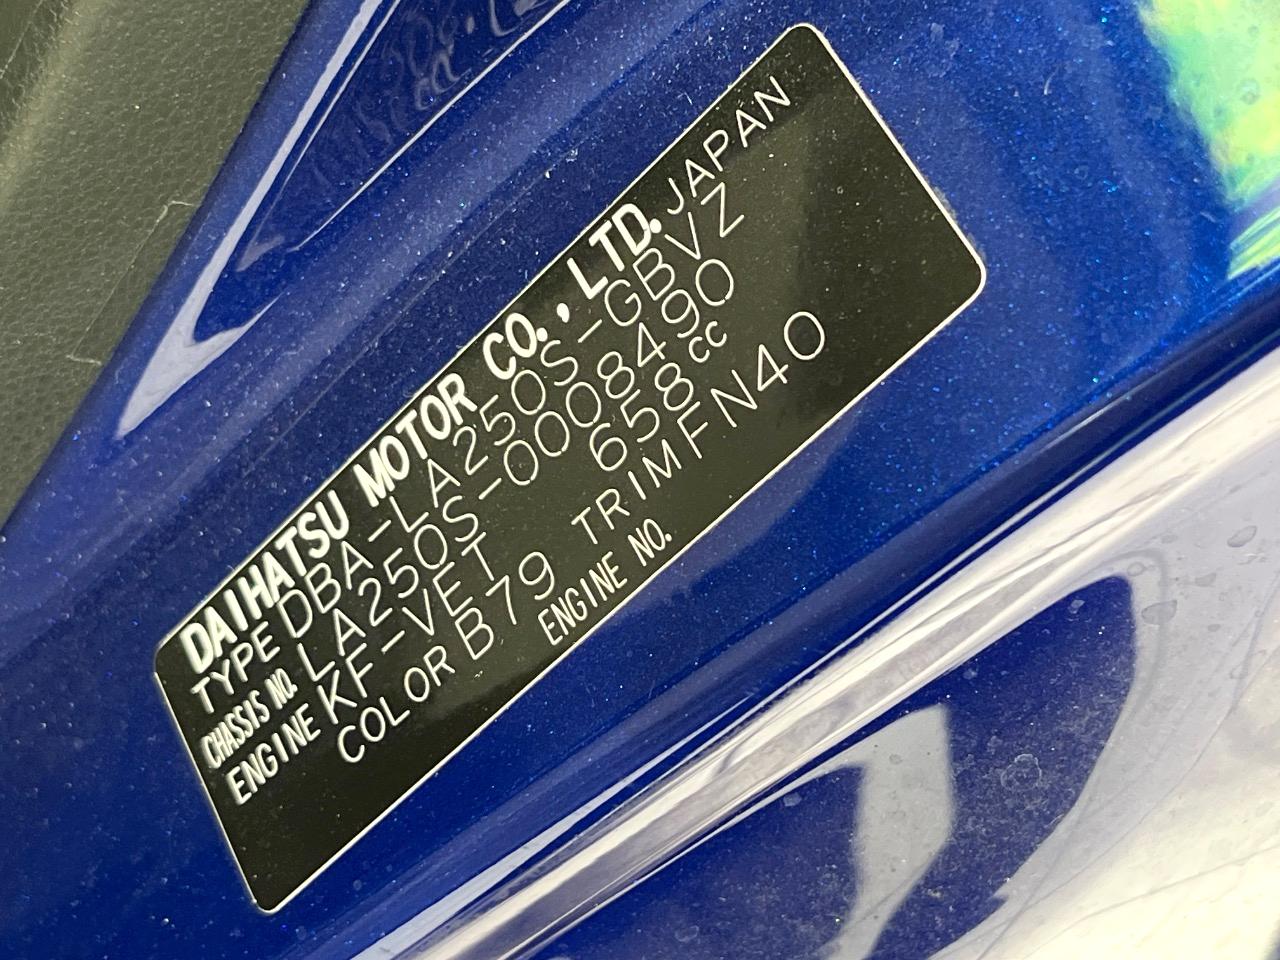 DAIHATSU MOTOR CO., LTD. JAPAN
TYPE DBA-LA250S-GBVZ
CHASSIS NO. LA250S-0008490
ENGINE KF-VET 658cc
COLOR B79 TRIM FN40
ENGINE NO.